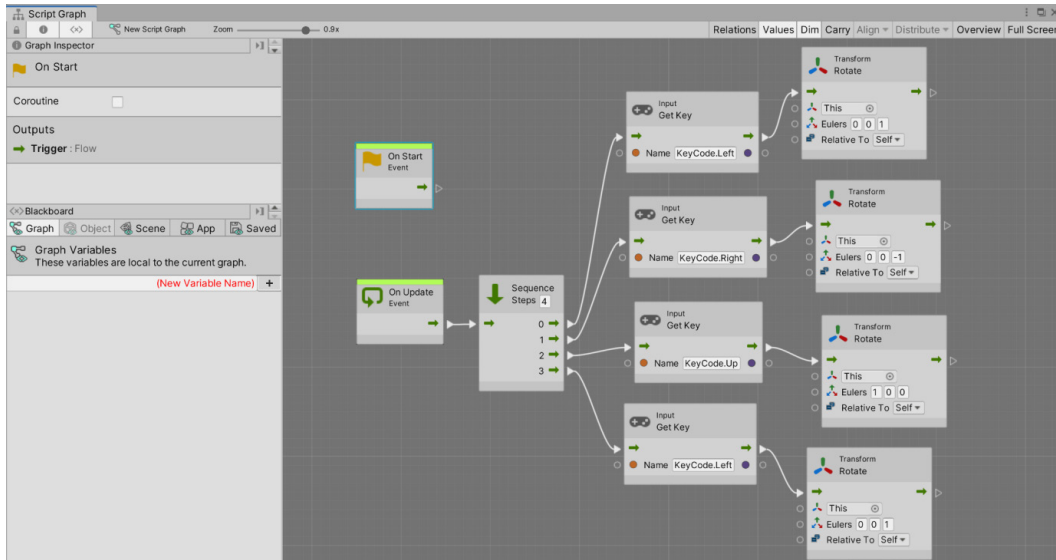 Script Graph
New Script Graph Zoom 0.9x Relations Values Dim Carry Align Distribute Overview Full Screen
Graph Inspector
On Start
Coroutine
Outputs
Trigger : Flow
<x> Blackboard
Graph Object Scene App Saved
Graph Variables
These variables are local to the current graph.
(New Variable Name) +
On Start
Event
On Update
Event
Sequence
Steps 4
0
1
2
3
Input
Get Key
Name KeyCode.Left
Transform
Rotate
This
Eulers 0 0 1
Relative To Self
Input
Get Key
Name KeyCode.Right
Transform
Rotate
This
Eulers 0 0 -1
Relative To Self
Input
Get Key
Name KeyCode.Up
Transform
Rotate
This
Eulers 1 0 0
Relative To Self
Input
Get Key
Name KeyCode.Left
Transform
Rotate
This
Eulers 0 0 1
Relative To Self